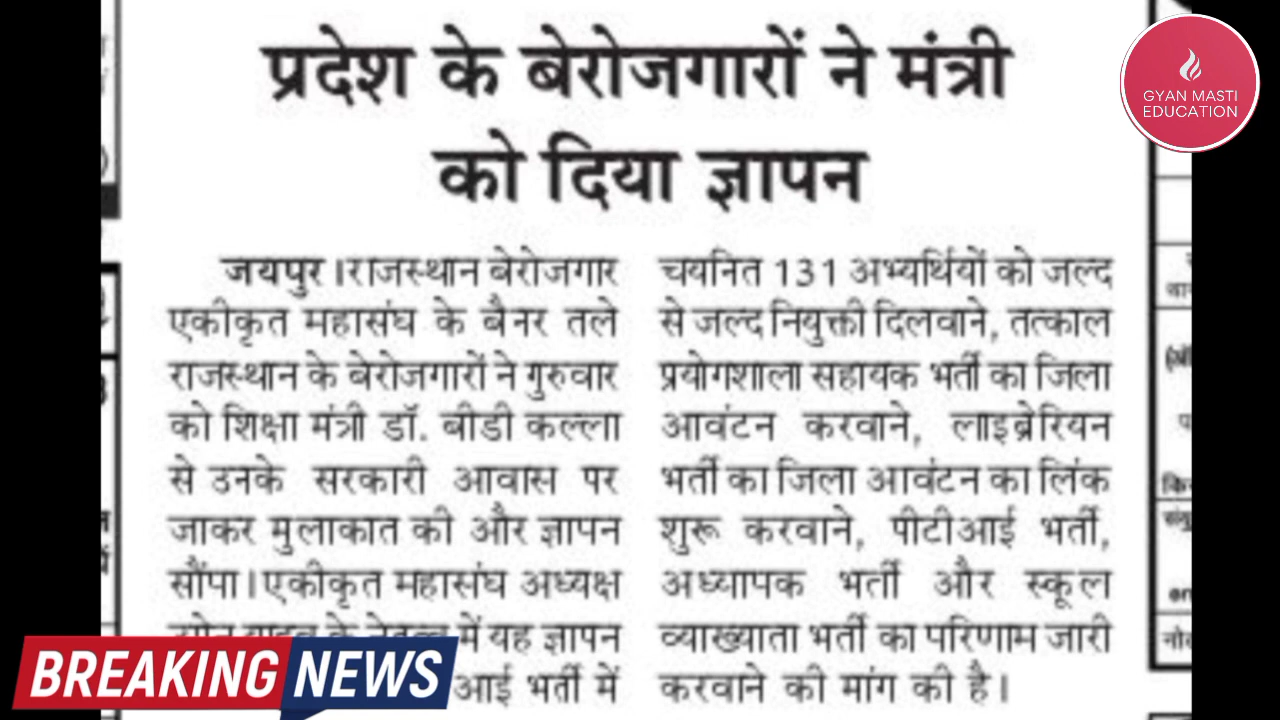 प्रदेश के बेरोजगारों ने मंत्री
को दिया ज्ञापन
जयपुर।राजस्थान बेरोजगार
एकीकृत महासंघ के बैनर तले
राजस्थान के बेरोजगारों ने गुरुवार
को शिक्षा मंत्री डॉ. बीडी कल्ला
से उनके सरकारी आवास पर
जाकर मुलाकात की और ज्ञापन
सौंपा।एकीकृत महासंघ अध्यक्ष
में यह ज्ञापन
आई भर्ती में
चयनित 131 अभ्यर्थियों को जल्द
से जल्द नियुक्ती दिलवाने, तत्काल
प्रयोगशाला सहायक भर्ती का जिला
आवंटन करवाने, लाइब्रेरियन
भर्ती का जिला आवंटन का लिंक
शुरू करवाने, पीटीआई भर्ती,
अध्यापक भर्ती और स्कूल
व्याख्याता भर्ती का परिणाम जारी
करवाने की मांग की है।
GYAN MASTI
EDUCATION
BREAKING NEWS